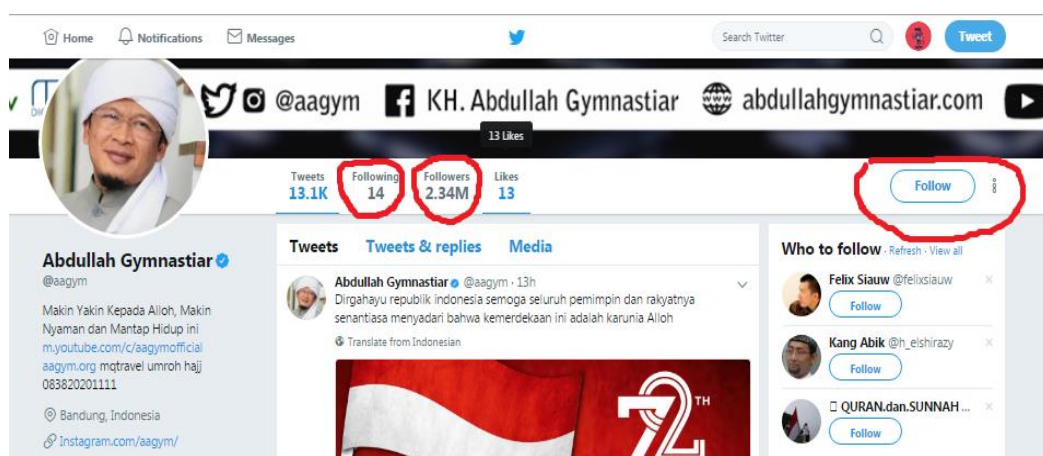 Home Notifications Messages Search Twitter Tweet
@aagym KH. Abdullah Gymnastiar abdullahgymnastiar.com
13 Likes
Tweets Following Followers Likes
13.1K 14 2.34M 13 Follow
Abdullah Gymnastiar
@aagym
Makin Yakin Kepada Alloh, Makin
Nyaman dan Mantap Hidup ini
m.youtube.com/c/aagymofficial
aagym.org mqtravel umroh hajj
083820201111
Bandung, Indonesia
Instagram.com/aagym/
Tweets Tweets & replies Media
Abdullah Gymnastiar @aagym · 13h
Dirgahayu republik indonesia semoga seluruh pemimpin dan rakyatnya
senantiasa menyadari bahwa kemerdekaan ini adalah karunia Alloh
Translate from Indonesian
72 TH
Who to follow · Refresh · View all
Felix Siauw @felixsiauw
Follow
Kang Abik @h_elshirazy
Follow
QURAN.dan.SUNNAH ...
Follow